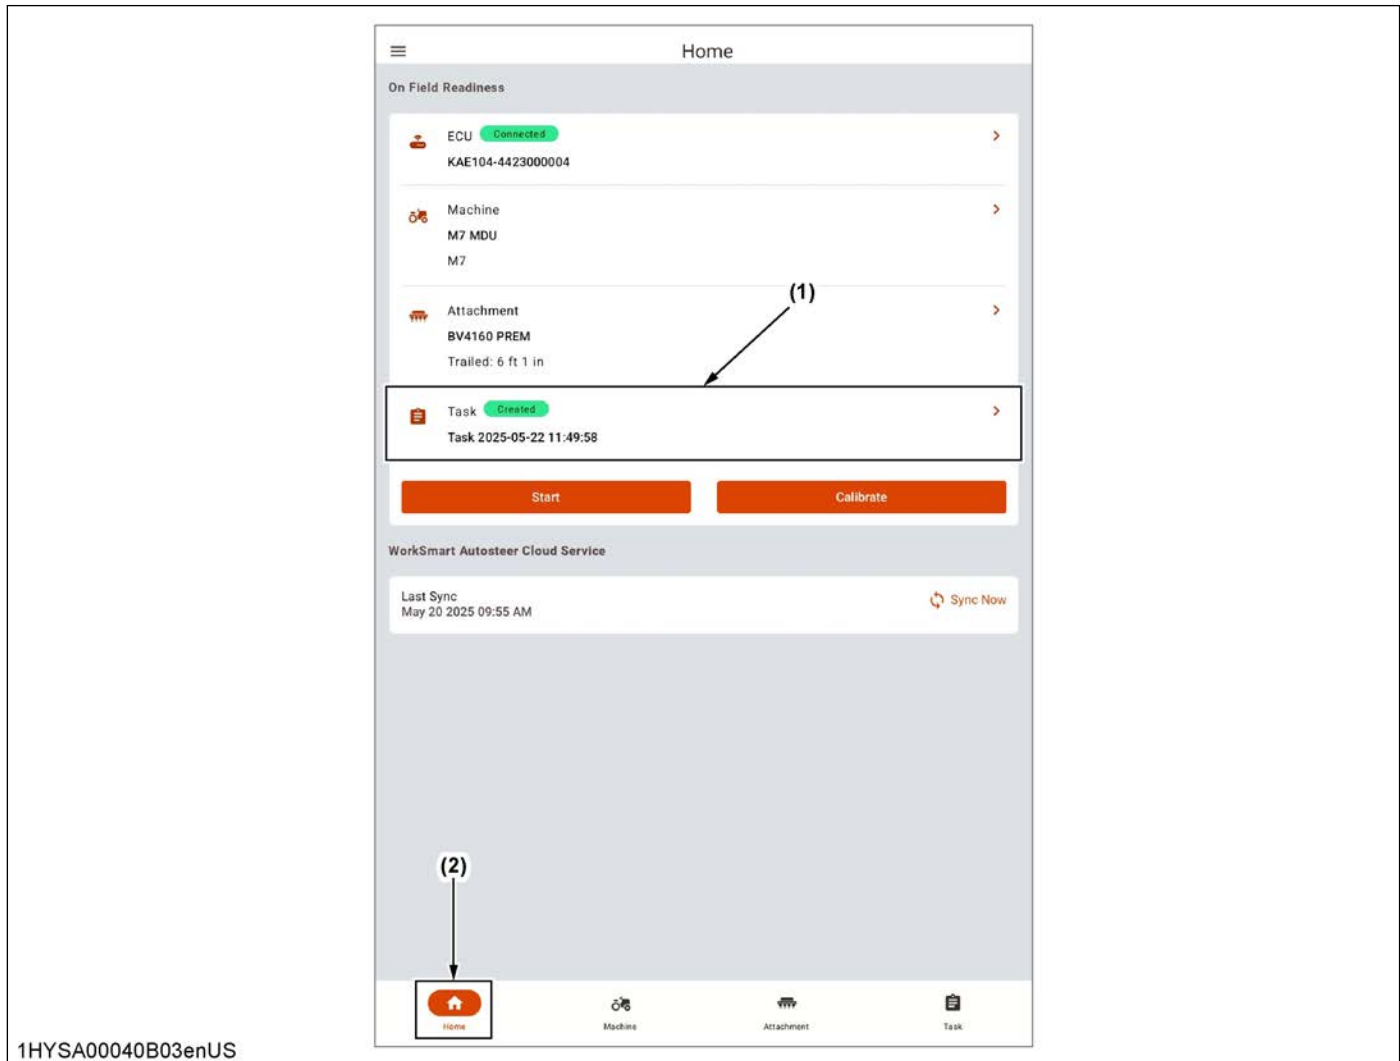 Home
On Field Readiness
ECU Connected
KAE104-4423000004
Machine
M7 MDU
M7
(1)
Attachment
BV4160 PREM
Trailed: 6 ft 1 in
Task Created
Task 2025-05-22 11:49:58
Start Calibrate
WorkSmart Autosteer Cloud Service
Last Sync
May 20 2025 09:55 AM
Sync Now
(2)
Home Machine Attachment Task
1HYSA00040B03enUS